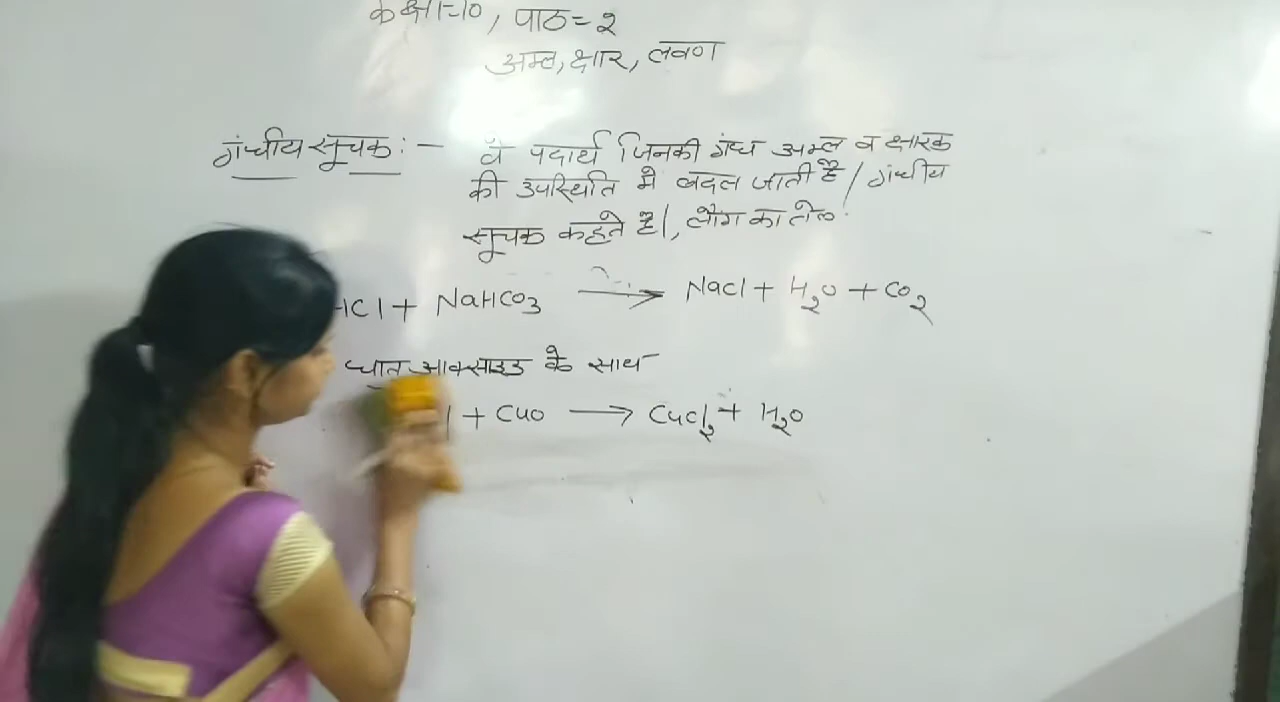 कक्षा=10, पाठ=2
अम्ल, क्षार, लवण
गंधीय सूचक :- वे पदार्थ जिनकी गंध अम्ल व क्षारक
की उपस्थिति मे बदल जाती है/ गंधीय
सूचक कहते है|, लौग का तेल
HCl + NaHCO3 → NaCl + H2O + CO2
धातु आक्साइड के साथ
+ CuO → CuCl2 + H2O